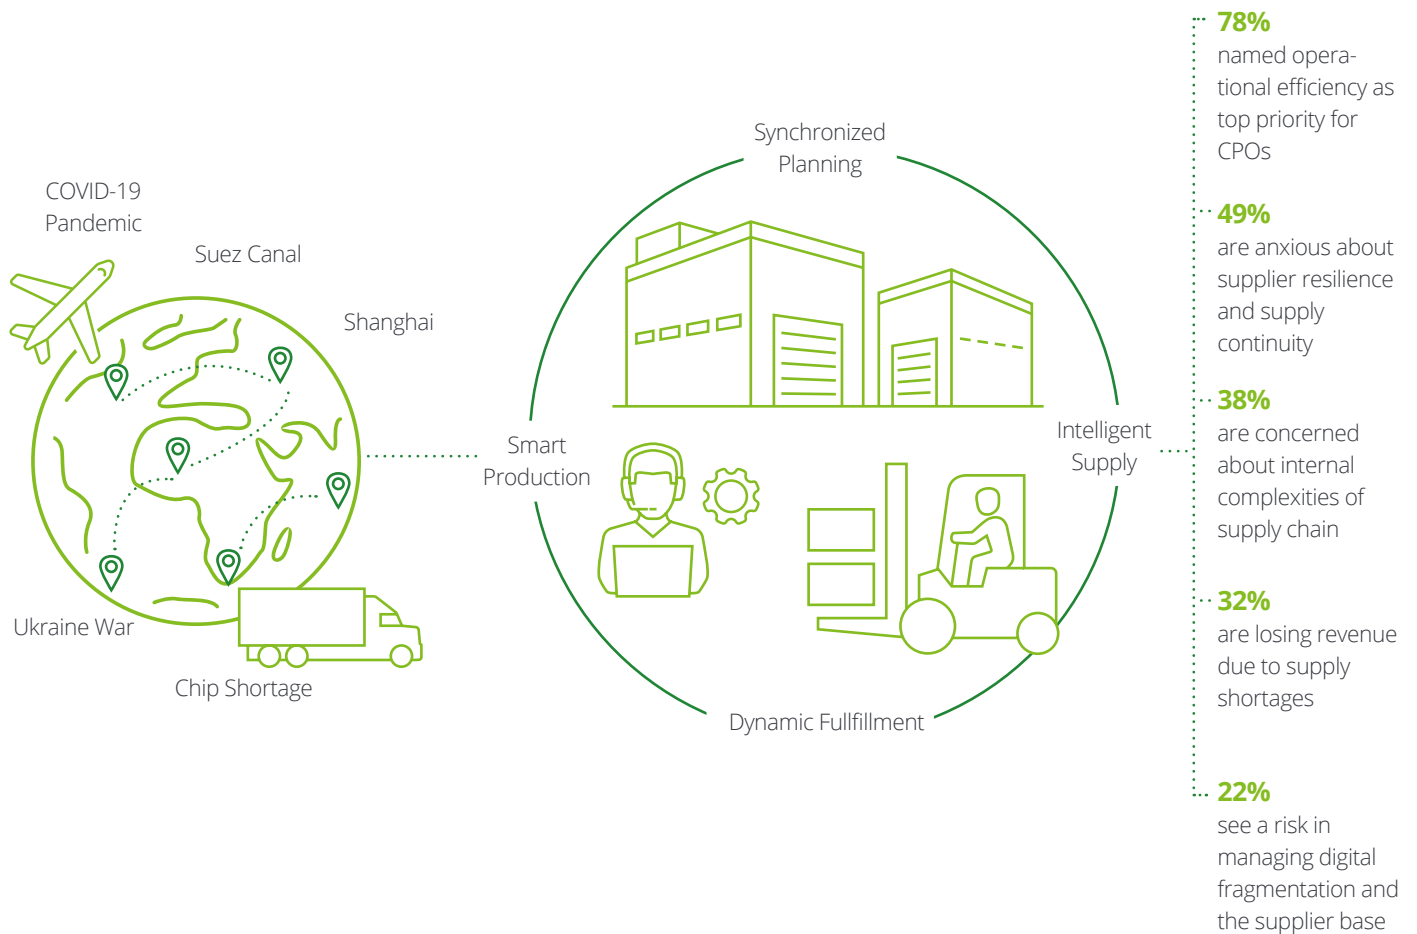 COVID-19
Pandemic
Suez Canal
Shanghai
Ukraine War
Chip Shortage
Synchronized
Planning
Smart
Production
Intelligent
Supply
Dynamic Fullfillment
78%
named opera-
tional efficiency as
top priority for
CPOs
49%
are anxious about
supplier resilience
and supply
continuity
38%
are concerned
about internal
complexities of
supply chain
32%
are losing revenue
due to supply
shortages
22%
see a risk in
managing digital
fragmentation and
the supplier base